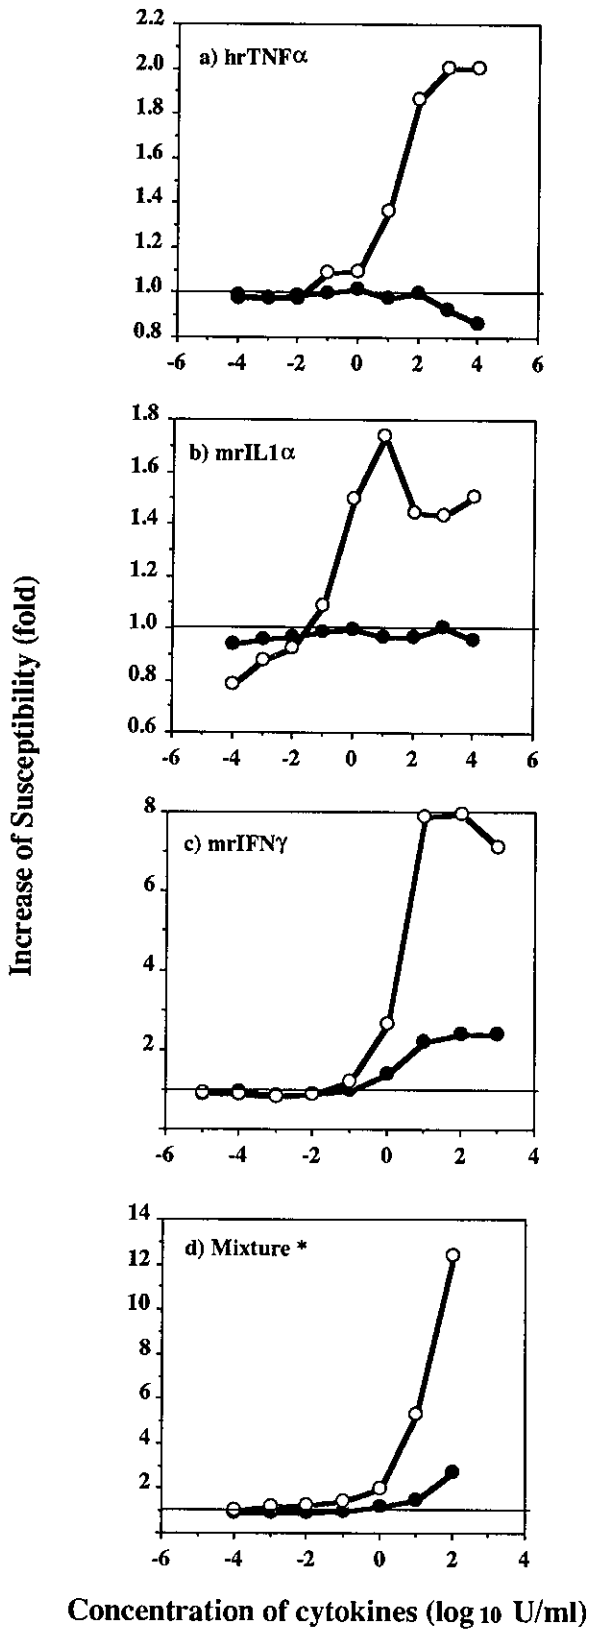 2.2
a) hrTNFα
2.0
1.8
1.6
1.4
1.2
1.0
0.8
-6 -4 -2 0 2 4 6
1.8
b) mrIL1α
1.6
1.4
1.2
1.0
0.8
0.6
-6 -4 -2 0 2 4 6
Increase of Susceptibility (fold)
8
c) mrIFNγ
6
4
2
-6 -4 -2 0 2 4
14
d) Mixture *
12
10
8
6
4
2
-6 -4 -2 0 2 4
Concentration of cytokines (log 10 U/ml)